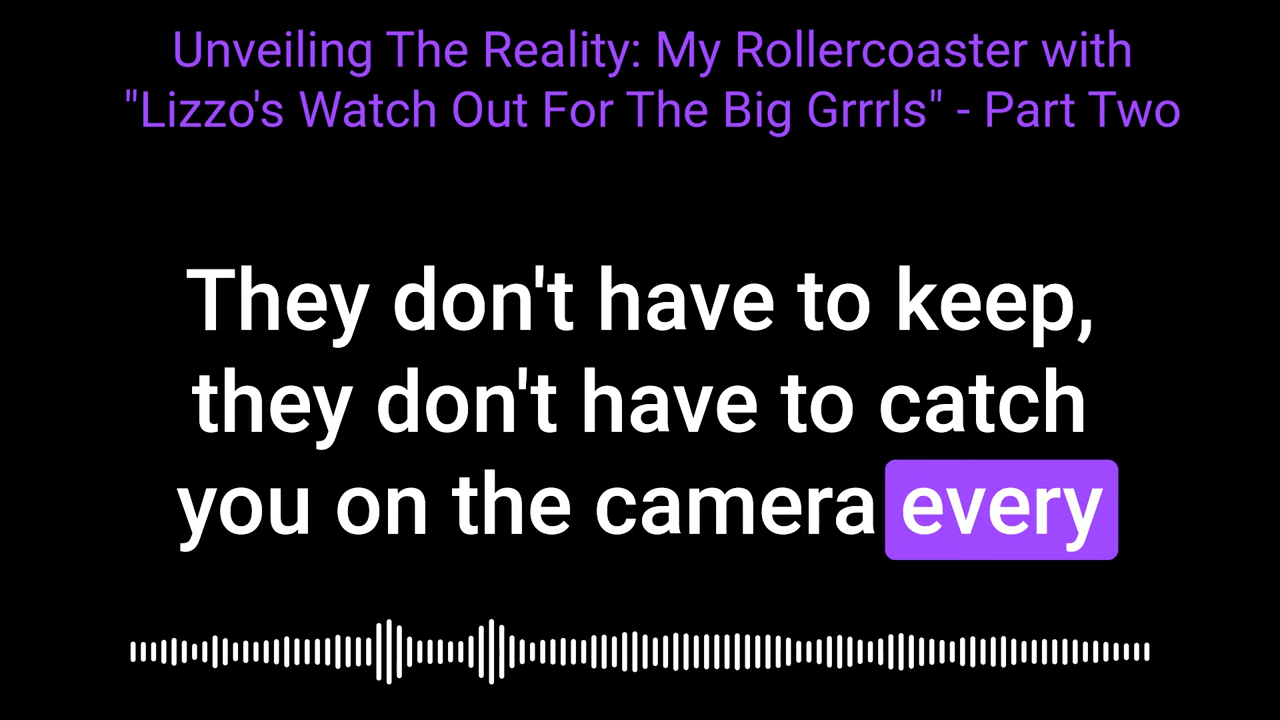 Unveiling The Reality: My Rollercoaster with
"Lizzo's Watch Out For The Big Grrrls" - Part Two
They don't have to keep,
they don't have to catch
you on the camera every